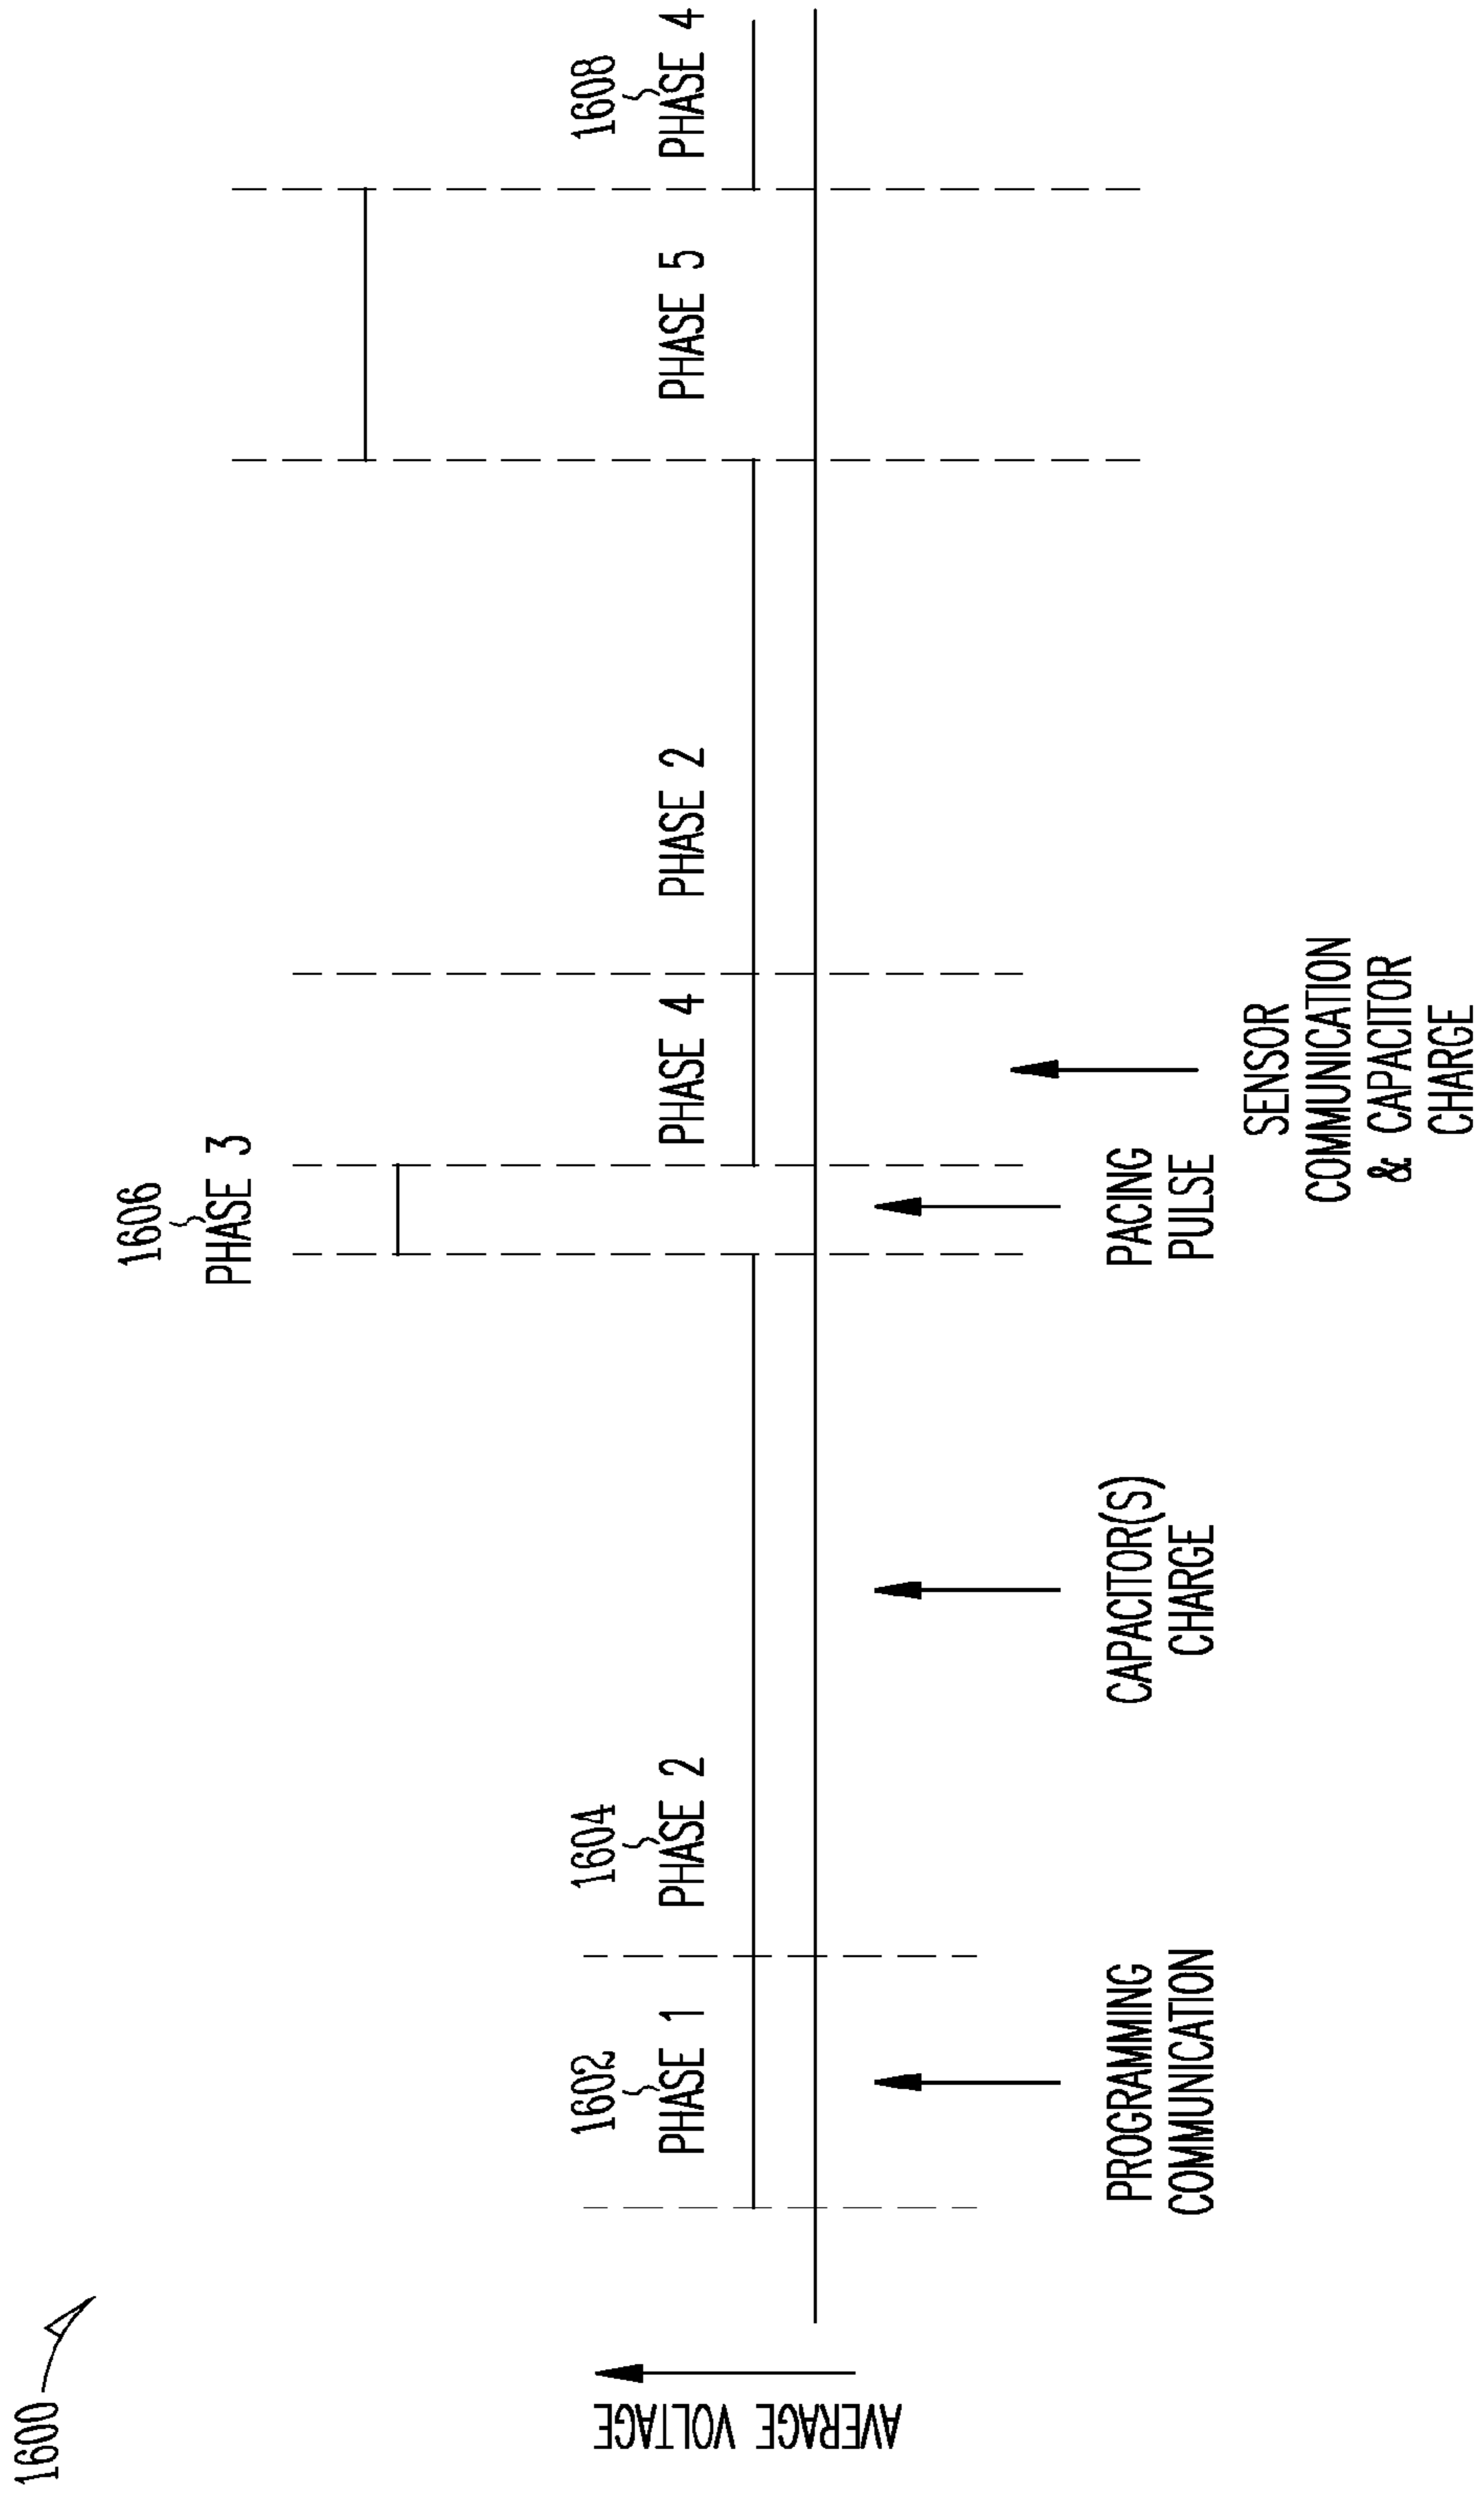 1600
1606
PHASE 3
1602
PHASE 1
1604
PHASE 2
PHASE 4
PHASE 2
PHASE 5
1608
PHASE 4
AVERAGE VOLTAGE
PROGRAMMING
COMMUNICATION
CAPACITOR(S)
CHARGE
PACING
PULSE
SENSOR
COMMUNICATION
& CAPACITOR
CHARGE